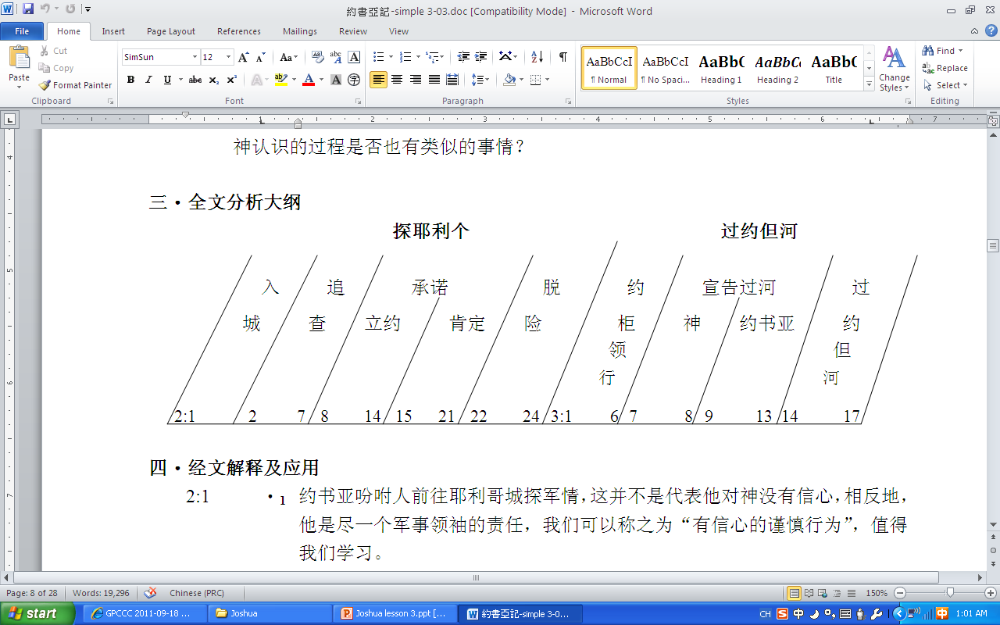 約書亞記-simple 3-03.doc [Compatibility Mode] - Microsoft Word
File Home Insert Page Layout References Mailings Review View
Paste
Cut
Copy
Format Painter
Clipboard
SimSun 12
Font
Paragraph
AaBbCcI AaBbCcI AaBbC AaBbCc AaBbC
¶ Normal ¶ No Spaci... Heading 1 Heading 2 Title
Change Styles
Styles
Find
Replace
Select
Editing
1 2 3 4 5 6 7
神认识的过程是否也有类似的事情？
三·全文分析大纲
探耶利个 过约但河
入 追 承诺 脱 约 宣告过河 过
城 查 立约 肯定 险 柜 神 约书亚 约
领 但
行 河
2:1 2 7 8 14 15 21 22 24 3:1 6 7 8 9 13 14 17
四·经文解释及应用
2:1 ·1 约书亚吩咐人前往耶利哥城探军情，这并不是代表他对神没有信心，相反地，
他是尽一个军事领袖的责任，我们可以称之为“有信心的谨慎行为”，值得
我们学习。
Page: 8 of 28 Words: 19,296 Chinese (PRC) 150%
start GPCCC 2011-09-18 ... Joshua Joshua lesson 3.ppt [... 約書亞記-simple 3-0... CH 中 1:01 AM